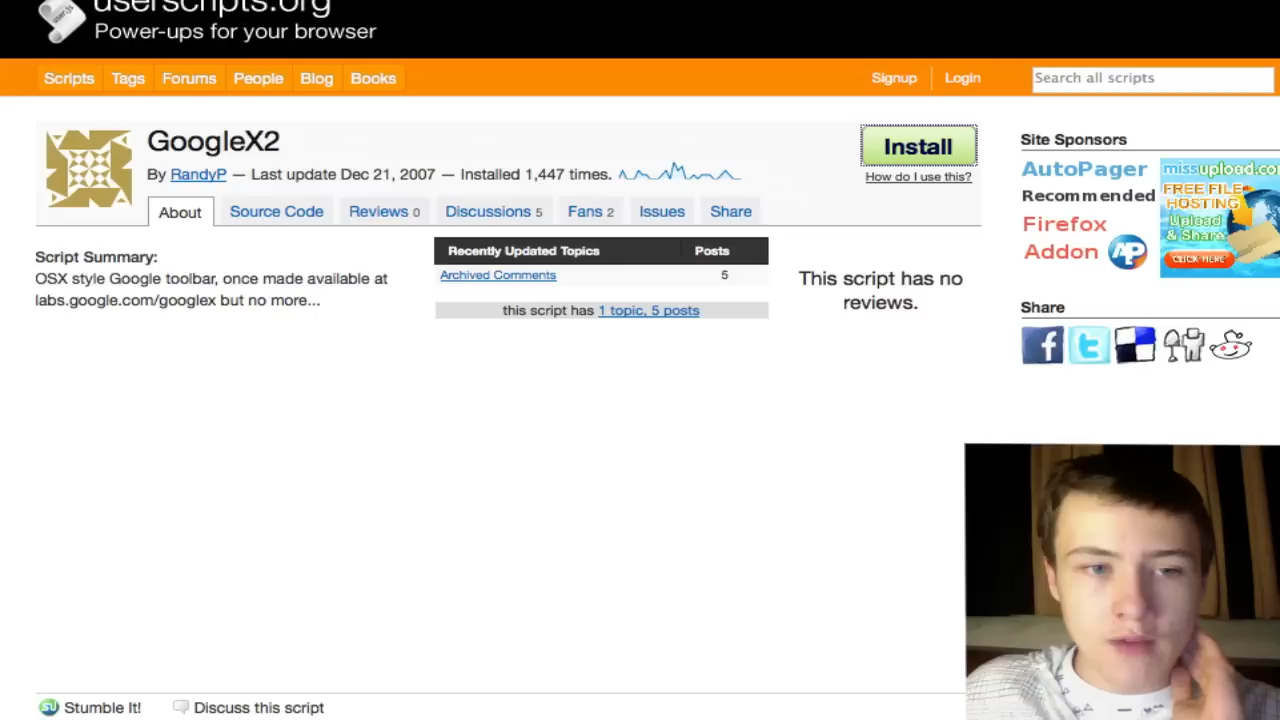 userscripts.org
Power-ups for your browser
Scripts Tags Forums People Blog Books Signup Login Search all scripts
GoogleX2
By RandyP — Last update Dec 21, 2007 — Installed 1,447 times.
Install
How do I use this?
About Source Code Reviews 0 Discussions 5 Fans 2 Issues Share
Script Summary:
OSX style Google toolbar, once made available at
labs.google.com/googlex but no more...
Recently Updated Topics Posts
Archived Comments 5
this script has 1 topic, 5 posts
This script has no
reviews.
Site Sponsors
AutoPager
Recommended
Firefox
Addon
AP
missupload.co
FREE FILE
HOSTING
Upload
& Share
CLICK HERE
Share
Stumble It! Discuss this script